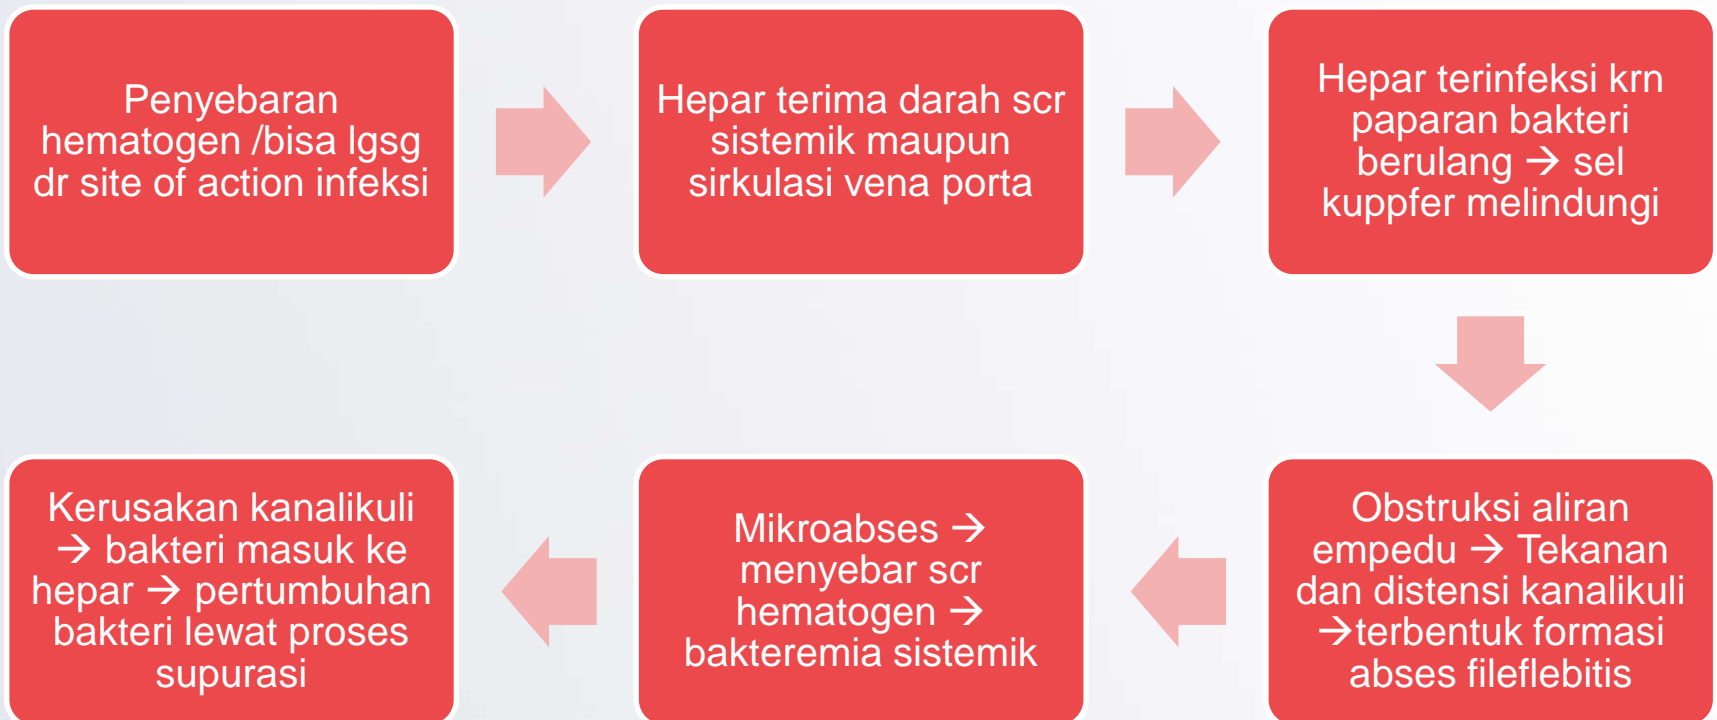 Penyebaran
hematogen /bisa lgsg
dr site of action infeksi
Hepar terima darah scr
sistemik maupun
sirkulasi vena porta
Hepar terinfeksi krn
paparan bakteri
berulang → sel
kuppfer melindungi
Obstruksi aliran
empedu → Tekanan
dan distensi kanalikuli
→terbentuk formasi
abses fileflebitis
Mikroabses →
menyebar scr
hematogen →
bakteremia sistemik
Kerusakan kanalikuli
→ bakteri masuk ke
hepar → pertumbuhan
bakteri lewat proses
supurasi